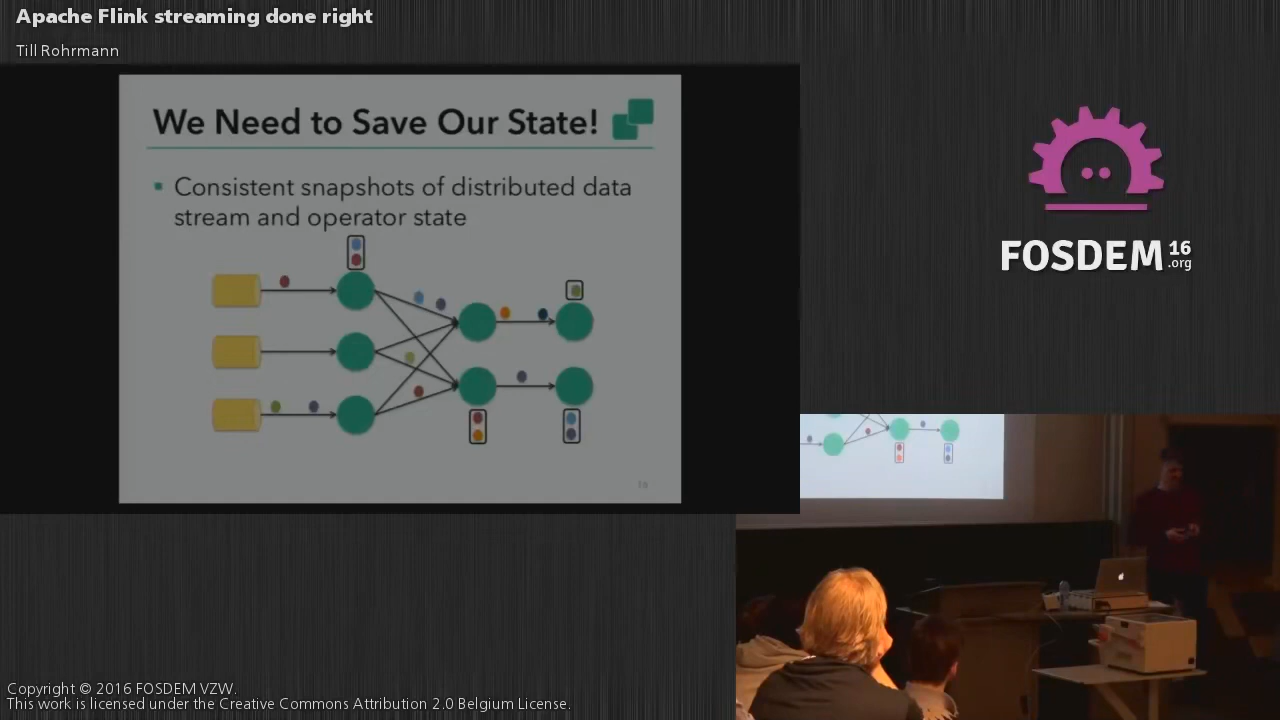 Apache Flink streaming done right
Till Rohrmann
We Need to Save Our State!
Consistent snapshots of distributed data
stream and operator state
16
FOSDEM 16
.org
Copyright © 2016 FOSDEM VZW.
This work is licensed under the Creative Commons Attribution 2.0 Belgium License.